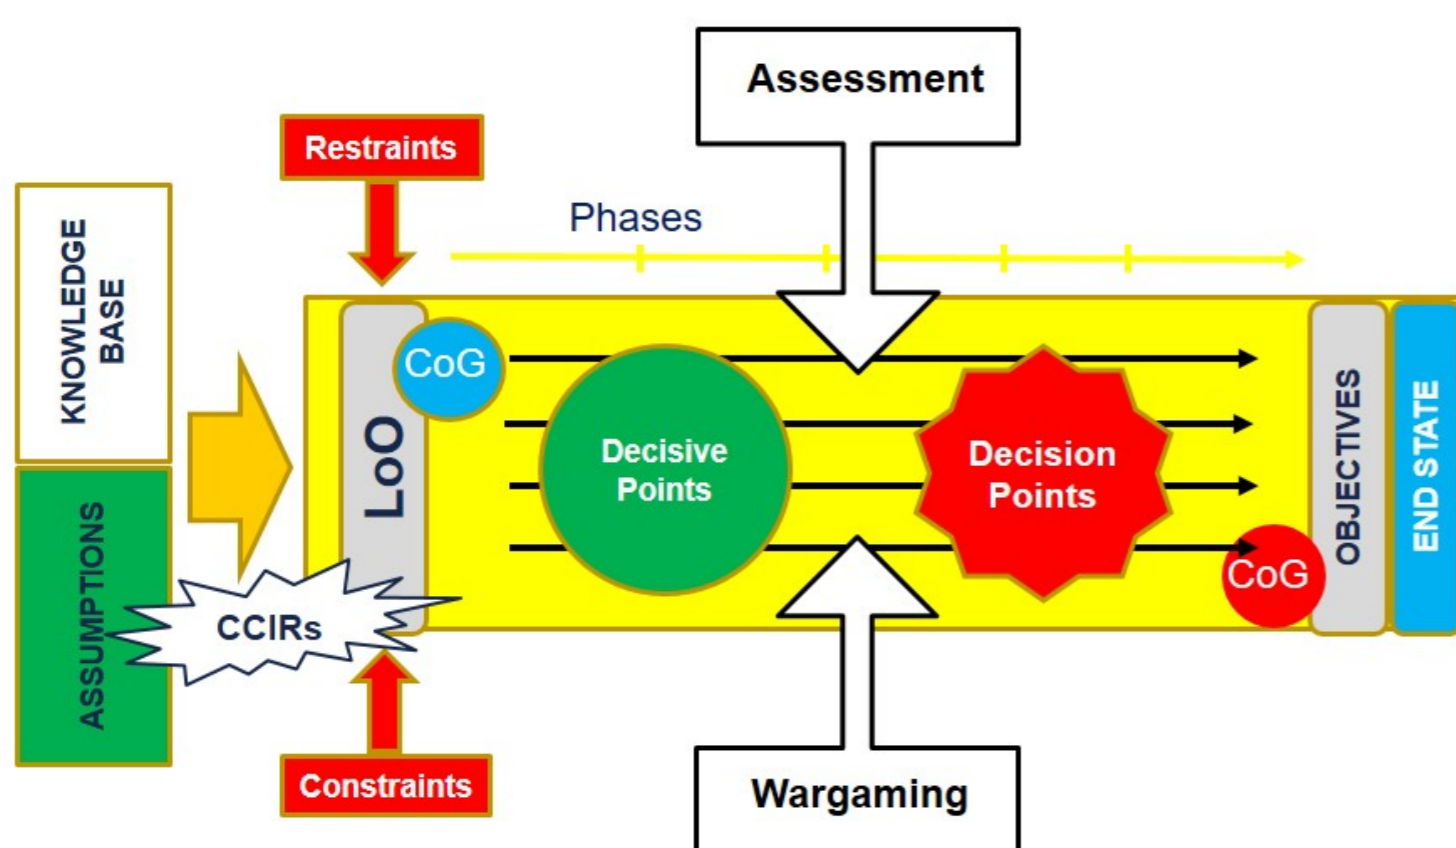 Assessment
Restraints
Phases
KNOWLEDGE
BASE
CoG
LoO
Decisive
Points
Decision
Points
OBJECTIVES
END STATE
CoG
ASSUMPTIONS
CCIRs
Constraints
Wargaming